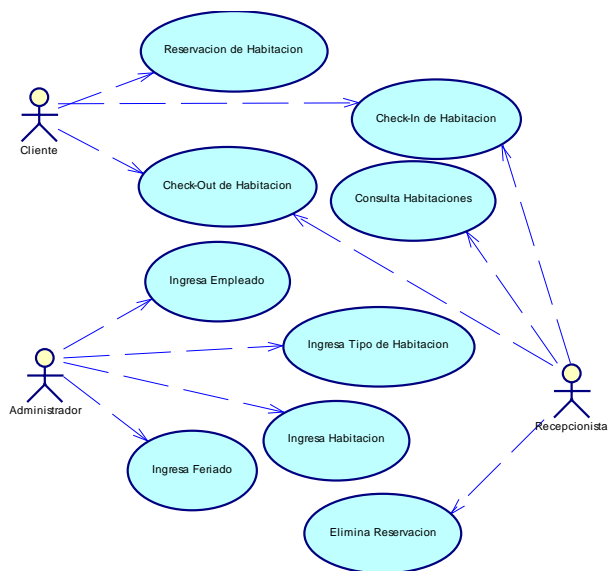 Reservacion de Habitacion
Check-In de Habitacion
Cliente
Check-Out de Habitacion
Consulta Habitaciones
Ingresa Empleado
Ingresa Tipo de Habitacion
Administrador
Recepcionista
Ingresa Habitacion
Ingresa Feriado
Elimina Reservacion